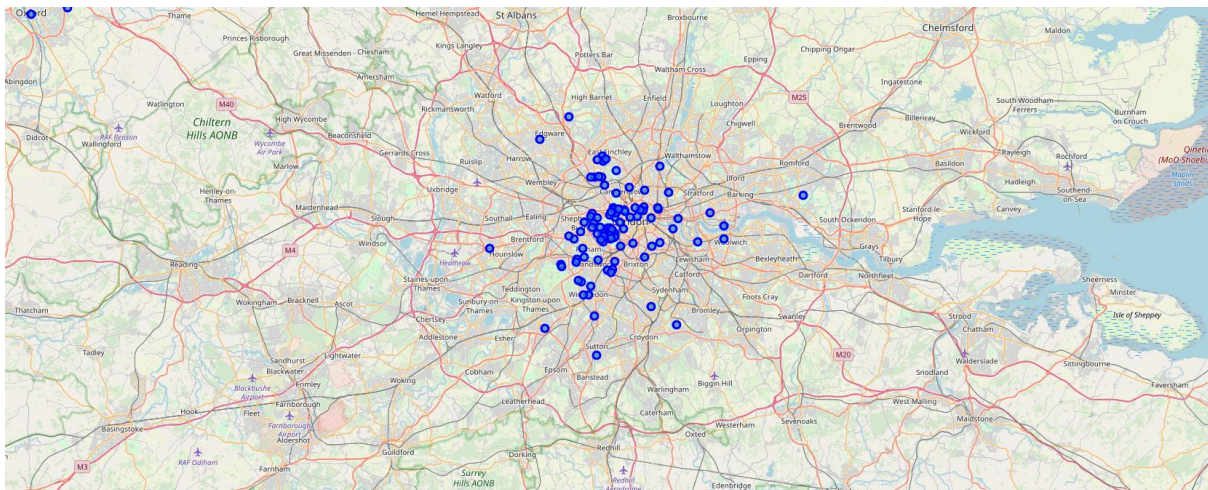 Oxford
Thame
Hemel Hempstead
St Albans
Broxbourne
Chelmsford
Maldon
Princes Risborough
Great Missenden
Chesham
Kings Langley
Potters Bar
Waltham Cross
Epping
Chipping Ongar
Abingdon
Amersham
Watford
High Barnet
Enfield
Loughton
M25
Ingatestone
South-Woodham
Ferrers
Burnham
on Crouch
Watlington
M40
High Wycombe
Rickmansworth
Chiltern
Hills AONB
Beaconsfield
Edgware
Chigwell
Brentwood
Billericay
Wickford
Didcot
RAF Benson
Wallingford
Wycombe
Air Park
Marlow
Gerrards Cross
Ruislip
Harrow
East Finchley
Walthamstow
Romford
Basildon
Rayleigh
Rochford
Qineti
(MoD Shoebu
Maplin
Sands
Henley-on-
Thames
Uxbridge
Wembley
Ilford
Barking
Stratford
Hadleigh
Southend-
on-Sea
Canvey
Maidenhead
Slough
Southall
Ealing
South Ockendon
Stanford-le-
Hope
M4
Windsor
Brentford
Woolwich
Grays
Tilbury
Reading
Heathrow
Hounslow
Bexleyheath
Dartford
Northfleet
Lewisham
Catford
Brixton
Staines-upon
Thames
Teddington
Kingston upon
Thames
Sydenham
Foots Cray
Sheerness
Minster
Isle of Sheppey
Thatcham
Wokingham
Bracknell
Ascot
Sunbury-on
Thames
Chertsey
Addlestone
Esher
Bromley
Orpington
Swanley
Strood
Chatham
Tadley
Sandhurst
Blackwater
Lightwater
Sutton
Croydon
M20
Walderslade
Sittingbourne
Faversham
Blackbushe
Airport
Frimley
Woking
Cobham
Epsom
Banstead
Warlingham
Biggin Hill
Snodland
West Malling
Hook
Fleet
Farnborough
Farnborough
Airport
Aldershot
Leatherhead
Caterham
Westerham
Sevenoaks
Maidstone
Basingstoke
M3
RAF Odiham
Farnham
Guildford
Surrey
Hills AONB
Redhill
Oxted
Redhill
Aerodrome
Edenbridge